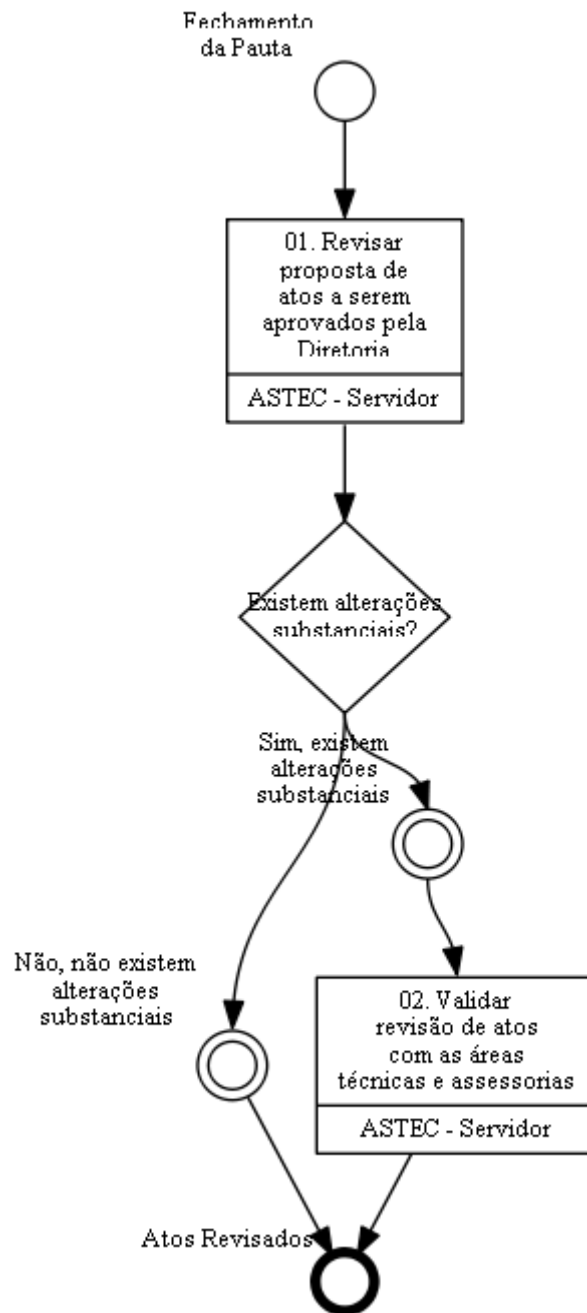 Fechamento
da Pauta
01. Revisar
proposta de
atos a serem
aprovados pela
Diretoria
ASTEC - Servidor
Existem alterações
substanciais?
Sim, existem
alterações
substanciais
Não, não existem
alterações
substanciais
02. Validar
revisão de atos
com as áreas
técnicas e assessorias
ASTEC - Servidor
Atos Revisados